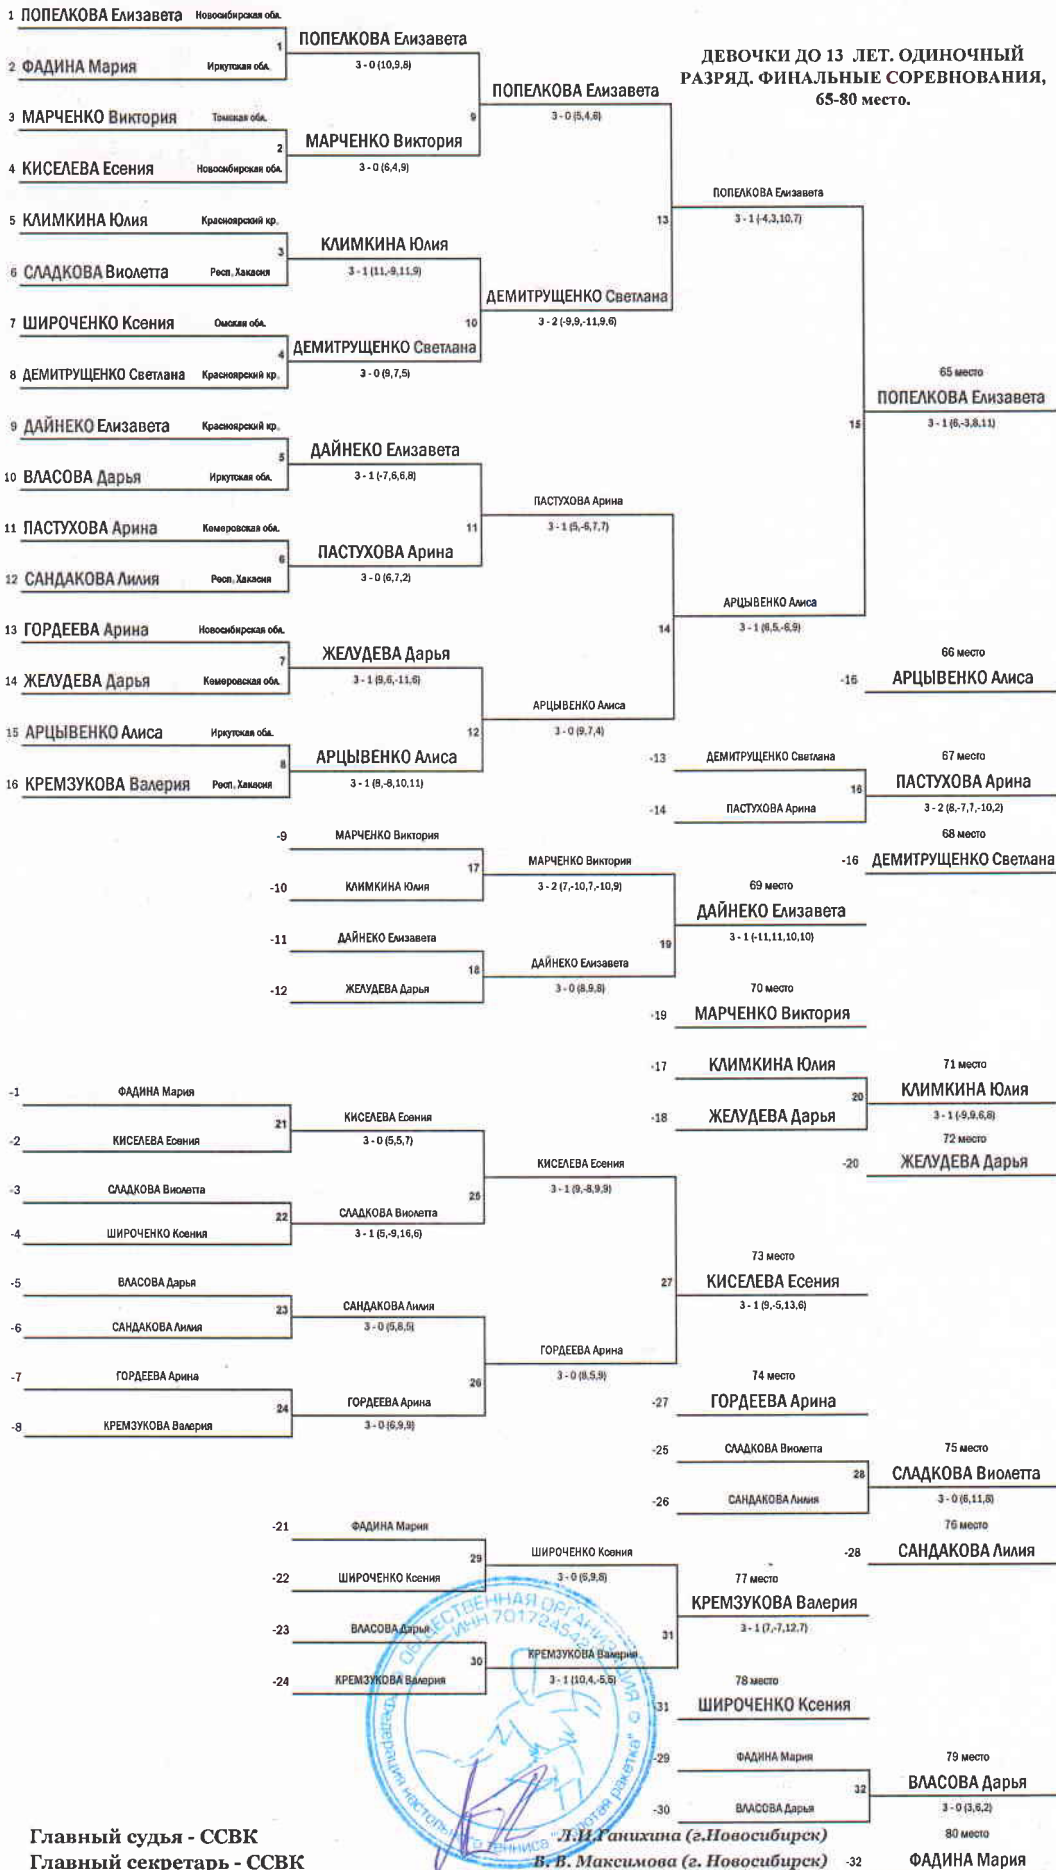 ДЕВОЧКИ ДО 13 ЛЕТ. ОДИНОЧНЫЙ
РАЗРЯД. ФИНАЛЬНЫЕ СОРЕВНОВАНИЯ,
65-80 место.
1 ПОПЕЛКОВА Елизавета Новосибирская обл.
1
ПОПЕЛКОВА Елизавета
2 ФАДИНА Мария Иркутская обл.
3 - 0 (10,9,8)
9
ПОПЕЛКОВА Елизавета
3 - 0 (5,4,8)
3 МАРЧЕНКО Виктория Томская обл.
2
МАРЧЕНКО Виктория
4 КИСЕЛЕВА Есения Новосибирская обл.
3 - 0 (6,4,9)
13
ПОПЕЛКОВА Елизавета
3 - 1 (-4,3,10,7)
5 КЛИМКИНА Юлия Красноярский кр.
3
КЛИМКИНА Юлия
6 СЛАДКОВА Виолетта Респ. Хакасия
3 - 1 (11,-9,11,9)
10
ДЕМИТРУЩЕНКО Светлана
3 - 2 (-9,9,-11,9,6)
7 ШИРОЧЕНКО Ксения Омская обл.
4
ДЕМИТРУЩЕНКО Светлана
8 ДЕМИТРУЩЕНКО Светлана Красноярский кр.
3 - 0 (9,7,5)
15
65 место
ПОПЕЛКОВА Елизавета
3 - 1 (6,-3,8,11)
9 ДАЙНЕКО Елизавета Красноярский кр.
5
ДАЙНЕКО Елизавета
10 ВЛАСОВА Дарья Иркутская обл.
3 - 1 (-7,6,6,8)
11
ПАСТУХОВА Арина
3 - 1 (5,-6,7,7)
11 ПАСТУХОВА Арина Кемеровская обл.
6
ПАСТУХОВА Арина
12 САНДАКОВА Лилия Респ. Хакасия
3 - 0 (6,7,2)
14
АРЦЫВЕНКО Алиса
3 - 1 (6,5,-6,9)
13 ГОРДЕЕВА Арина Новосибирская обл.
7
ЖЕЛУДЕВА Дарья
14 ЖЕЛУДЕВА Дарья Кемеровская обл.
3 - 1 (9,6,-11,6)
12
АРЦЫВЕНКО Алиса
3 - 0 (9,7,4)
15 АРЦЫВЕНКО Алиса Иркутская обл.
8
АРЦЫВЕНКО Алиса
16 КРЕМЗУКОВА Валерия Респ. Хакасия
3 - 1 (8,-8,10,11)
66 место
-16 АРЦЫВЕНКО Алиса
-13 ДЕМИТРУЩЕНКО Светлана
67 место
16
ПАСТУХОВА Арина
-14 ПАСТУХОВА Арина
3 - 2 (8,-7,7,-10,2)
68 место
-16 ДЕМИТРУЩЕНКО Светлана
-9 МАРЧЕНКО Виктория
17
МАРЧЕНКО Виктория
-10 КЛИМКИНА Юлия
3 - 2 (7,-10,7,-10,9)
69 место
19
ДАЙНЕКО Елизавета
3 - 1 (-11,11,10,10)
-11 ДАЙНЕКО Елизавета
18
ДАЙНЕКО Елизавета
-12 ЖЕЛУДЕВА Дарья
3 - 0 (8,9,8)
70 место
-19 МАРЧЕНКО Виктория
-17 КЛИМКИНА Юлия
71 место
20
КЛИМКИНА Юлия
-18 ЖЕЛУДЕВА Дарья
3 - 1 (-9,9,6,8)
72 место
-20 ЖЕЛУДЕВА Дарья
-1 ФАДИНА Мария
21
КИСЕЛЕВА Есения
-2 КИСЕЛЕВА Есения
3 - 0 (5,5,7)
25
КИСЕЛЕВА Есения
3 - 1 (9,-8,9,9)
-3 СЛАДКОВА Виолетта
22
СЛАДКОВА Виолетта
-4 ШИРОЧЕНКО Ксения
3 - 1 (5,-9,16,6)
27
73 место
КИСЕЛЕВА Есения
3 - 1 (9,-5,13,6)
-5 ВЛАСОВА Дарья
23
САНДАКОВА Лилия
-6 САНДАКОВА Лилия
3 - 0 (5,8,5)
26
ГОРДЕЕВА Арина
3 - 0 (8,5,9)
-7 ГОРДЕЕВА Арина
24
ГОРДЕЕВА Арина
-8 КРЕМЗУКОВА Валерия
3 - 0 (6,9,9)
74 место
-27 ГОРДЕЕВА Арина
-25 СЛАДКОВА Виолетта
75 место
28
СЛАДКОВА Виолетта
-26 САНДАКОВА Лилия
3 - 0 (6,11,8)
76 место
-28 САНДАКОВА Лилия
-21 ФАДИНА Мария
29
ШИРОЧЕНКО Ксения
-22 ШИРОЧЕНКО Ксения
3 - 0 (6,9,8)
77 место
31
КРЕМЗУКОВА Валерия
3 - 1 (7,-7,12,7)
-23 ВЛАСОВА Дарья
30
КРЕМЗУКОВА Валерия
-24 КРЕМЗУКОВА Валерия
3 - 1 (10,4,-5,5)
78 место
-31 ШИРОЧЕНКО Ксения
-29 ФАДИНА Мария
79 место
32
ВЛАСОВА Дарья
-30 ВЛАСОВА Дарья
3 - 0 (3,6,2)
80 место
-32 ФАДИНА Мария
ОБЩЕСТВЕННАЯ ОРГАНИЗАЦИЯ
настольного тенниса
ракетка"
Главный судья - ССВК Л.И.Ганихина (г.Новосибирск)
Главный секретарь - ССВК В. В. Максимова (г. Новосибирск)